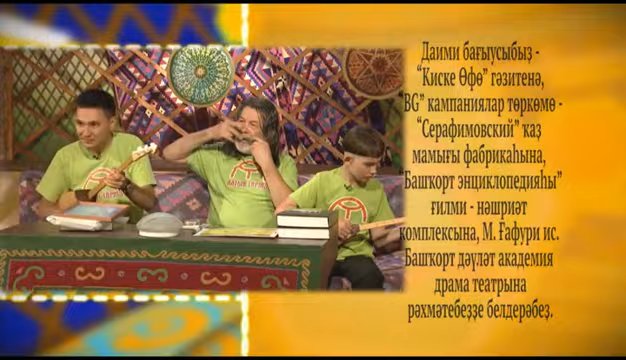 Даими бағыусыбыҙ -
“Киске Өфө” гәзитенә,
“BG” кампаниялар төркөмө -
“Серафимовский” ҡаҙ
мамығы фабрикаһына,
“Башҡорт энциклопедияһы”
ғилми - нәшриәт
комплексына, М. Ғафури ис.
Башҡорт дәүләт академия
драма театрына
рәхмәтебеҙҙе белдерәбеҙ.